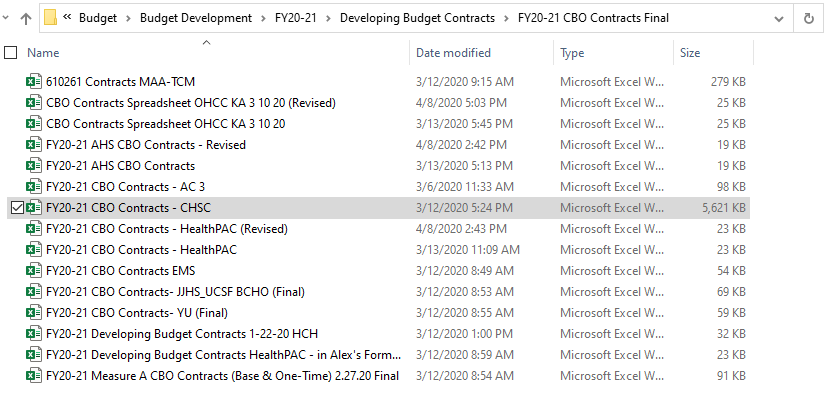 « Budget > Budget Development > FY20-21 > Developing Budget Contracts > FY20-21 CBO Contracts Final
Name Date modified Type Size
610261 Contracts MAA-TCM 3/12/2020 9:15 AM Microsoft Excel W... 279 KB
CBO Contracts Spreadsheet OHCC KA 3 10 20 (Revised) 4/8/2020 5:03 PM Microsoft Excel W... 25 KB
CBO Contracts Spreadsheet OHCC KA 3 10 20 3/13/2020 5:45 PM Microsoft Excel W... 25 KB
FY20-21 AHS CBO Contracts - Revised 4/8/2020 2:42 PM Microsoft Excel W... 19 KB
FY20-21 AHS CBO Contracts 3/13/2020 5:13 PM Microsoft Excel W... 19 KB
FY20-21 CBO Contracts - AC 3 3/6/2020 11:33 AM Microsoft Excel W... 98 KB
FY20-21 CBO Contracts - CHSC 3/12/2020 5:24 PM Microsoft Excel W... 5,621 KB
FY20-21 CBO Contracts - HealthPAC (Revised) 4/8/2020 2:43 PM Microsoft Excel W... 23 KB
FY20-21 CBO Contracts - HealthPAC 3/13/2020 11:09 AM Microsoft Excel W... 23 KB
FY20-21 CBO Contracts EMS 3/12/2020 8:49 AM Microsoft Excel W... 54 KB
FY20-21 CBO Contracts- JJHS_UCSF BCHO (Final) 3/12/2020 8:53 AM Microsoft Excel W... 69 KB
FY20-21 CBO Contracts- YU (Final) 3/12/2020 8:55 AM Microsoft Excel W... 59 KB
FY20-21 Developing Budget Contracts 1-22-20 HCH 3/12/2020 1:00 PM Microsoft Excel W... 32 KB
FY20-21 Developing Budget Contracts HealthPAC - in Alex's Form... 3/12/2020 8:59 AM Microsoft Excel W... 23 KB
FY20-21 Measure A CBO Contracts (Base & One-Time) 2.27.20 Final 3/12/2020 8:54 AM Microsoft Excel W... 91 KB